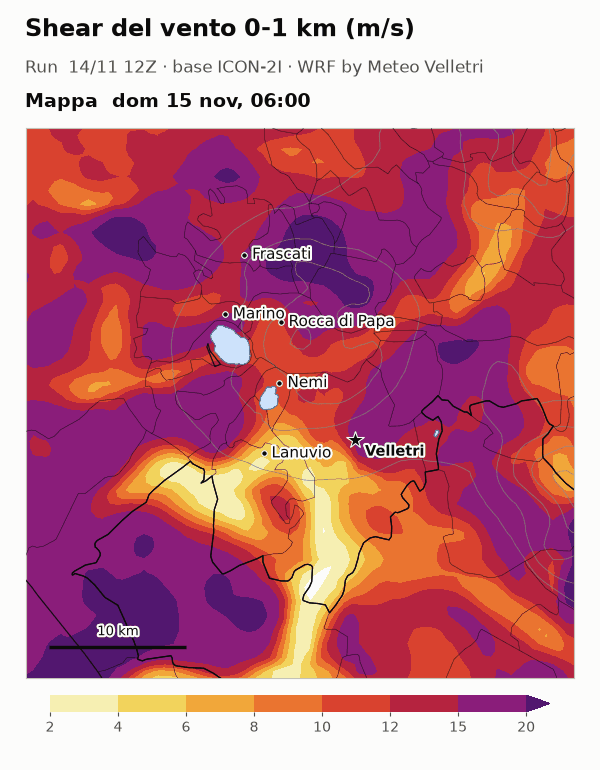 Shear del vento 0-1 km (m/s)
Run  14/11 12Z · base ICON-2I · WRF by Meteo Velletri
Mappa  dom 15 nov, 06:00
Frascati
Marino
Rocca di Papa
Nemi
Velletri
Lanuvio
10 km
2 4 6 8 10 12 15 20